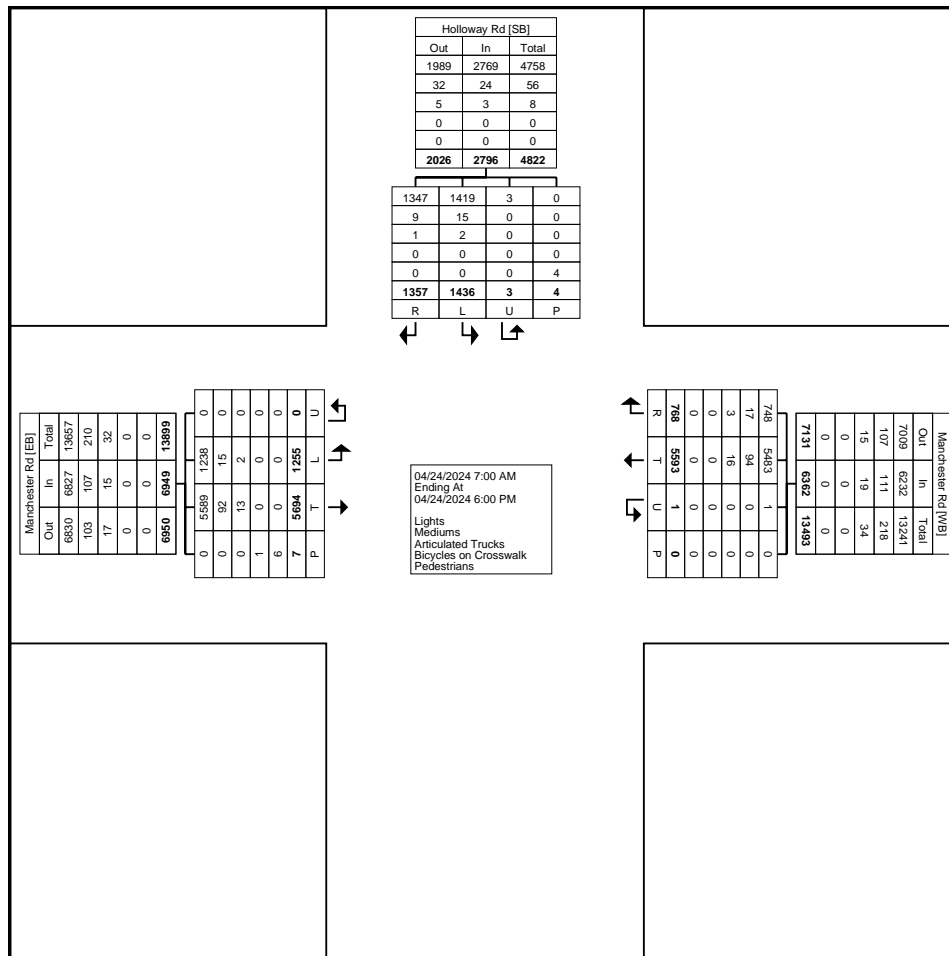 Holloway Rd [SB]
Out In Total
1989 2769 4758
32 24 56
5 3 8
0 0 0
0 0 0
2026 2796 4822
1347 1419 3 0
9 15 0 0
1 2 0 0
0 0 0 0
0 0 0 4
1357 1436 3 4
R L U P
Manchester Rd [EB]
Total 13657 210 32 0 0 13899
In 6827 107 15 0 0 6949
Out 6830 103 17 0 0 6950
0 0 0 0 0 0 U
1238 15 2 0 0 1255 L
5589 92 13 0 0 5694 T
0 0 0 1 6 7 P
04/24/2024 7:00 AM
Ending At
04/24/2024 6:00 PM
Lights
Mediums
Articulated Trucks
Bicycles on Crosswalk
Pedestrians
R 768 0 0 3 17 748
T 5593 0 0 16 94 5483
U 1 0 0 0 0 1
P 0 0 0 0 0 0
Manchester Rd [WB]
Out In Total
7009 6232 13241
107 111 218
15 19 34
0 0 0
0 0 0
7131 6362 13493